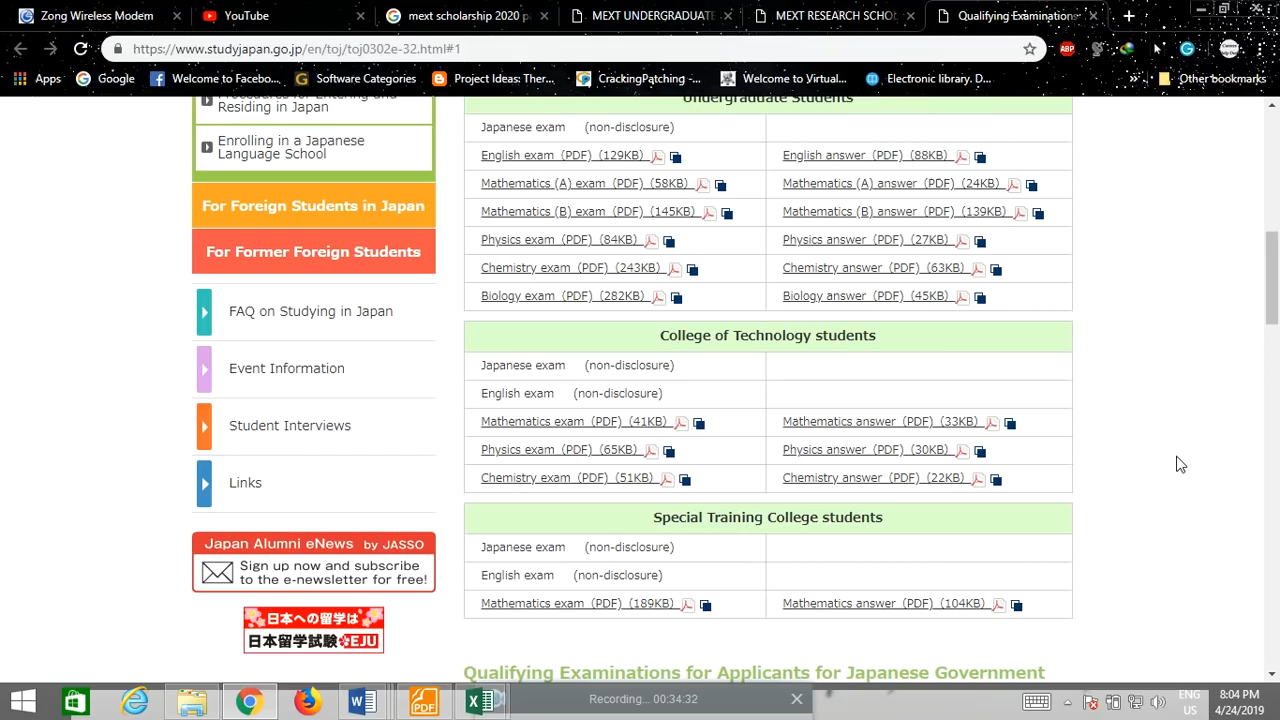 Zong Wireless Modem
YouTube
mext scholarship 2020 p
MEXT UNDERGRADUATE
MEXT RESEARCH SCHOL
Qualifying Examinations
https://www.studyjapan.go.jp/en/toj/toj0302e-32.html#1
ABP
Apps
Google
Welcome to Facebo...
Software Categories
Project Ideas: Ther...
CrackingPatching -...
Welcome to Virtual...
Electronic library. D...
Other bookmarks
Procedures for Entering and
Residing in Japan
Enrolling in a Japanese
Language School
For Foreign Students in Japan
For Former Foreign Students
FAQ on Studying in Japan
Event Information
Student Interviews
Links
Japan Alumni eNews by JASSO
Sign up now and subscribe
to the e-newsletter for free!
日本への留学は
日本留学試験 EJU
Undergraduate Students
Japanese exam (non-disclosure)
English exam (PDF) (129KB)
English answer (PDF) (88KB)
Mathematics (A) exam (PDF) (58KB)
Mathematics (A) answer (PDF) (24KB)
Mathematics (B) exam (PDF) (145KB)
Mathematics (B) answer (PDF) (139KB)
Physics exam (PDF) (84KB)
Physics answer (PDF) (27KB)
Chemistry exam (PDF) (243KB)
Chemistry answer (PDF) (63KB)
Biology exam (PDF) (282KB)
Biology answer (PDF) (45KB)
College of Technology students
Japanese exam (non-disclosure)
English exam (non-disclosure)
Mathematics exam (PDF) (41KB)
Mathematics answer (PDF) (33KB)
Physics exam (PDF) (65KB)
Physics answer (PDF) (30KB)
Chemistry exam (PDF) (51KB)
Chemistry answer (PDF) (22KB)
Special Training College students
Japanese exam (non-disclosure)
English exam (non-disclosure)
Mathematics exam (PDF) (189KB)
Mathematics answer (PDF) (104KB)
Qualifying Examinations for Applicants for Japanese Government
Recording... 00:34:32
ENG
US
8:04 PM
4/24/2019